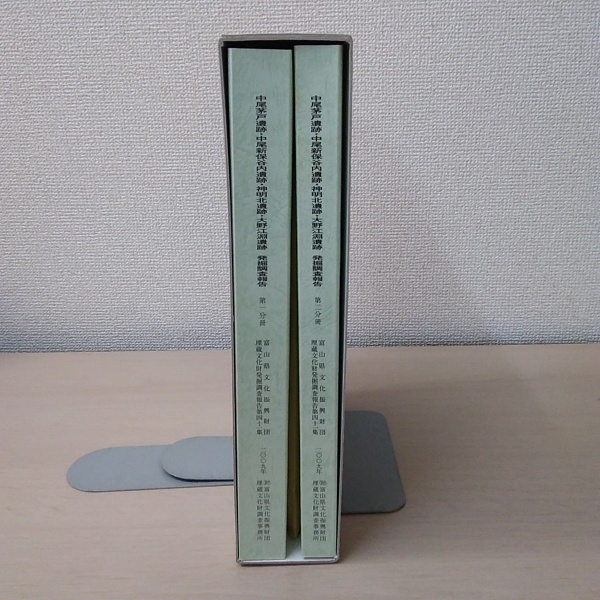 中尾茅戸遺跡・中尾新保谷内遺跡・神明北遺跡・大野江淵遺跡　発掘調査報告
第一分冊
富山県文化振興財団
埋蔵文化財発掘調査報告第四十一集
二〇〇九年
㈶富山県文化振興財団
埋蔵文化財調査事務所
中尾茅戸遺跡・中尾新保谷内遺跡・神明北遺跡・大野江淵遺跡　発掘調査報告
第二分冊
富山県文化振興財団
埋蔵文化財発掘調査報告第四十一集
二〇〇九年
㈶富山県文化振興財団
埋蔵文化財調査事務所